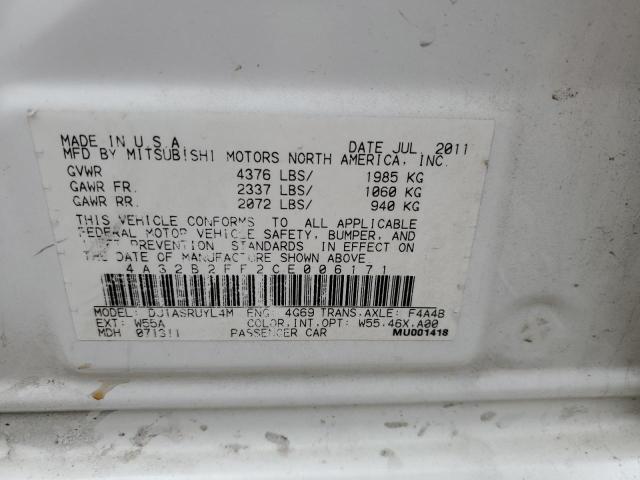 MADE IN U.S.A. DATE JUL 2011
MFD BY MITSUBISHI MOTORS NORTH AMERICA, INC.
GVWR 4376 LBS/ 1985 KG
GAWR FR. 2337 LBS/ 1060 KG
GAWR RR. 2072 LBS/ 940 KG
THIS VEHICLE CONFORMS TO ALL APPLICABLE
FEDERAL MOTOR VEHICLE SAFETY, BUMPER, AND
THEFT PREVENTION STANDARDS IN EFFECT ON
THE DATE OF MANUFACTURE SHOWN ABOVE.
4A32B2FF2CE006171
MODEL: DJ1ASRUYL4M ENG: 4G69 TRANS.AXLE: F4A4B
EXT: W55A COLOR.INT.OPT: W55.46X.A00
MDH 071311 PASSENGER CAR MU001418